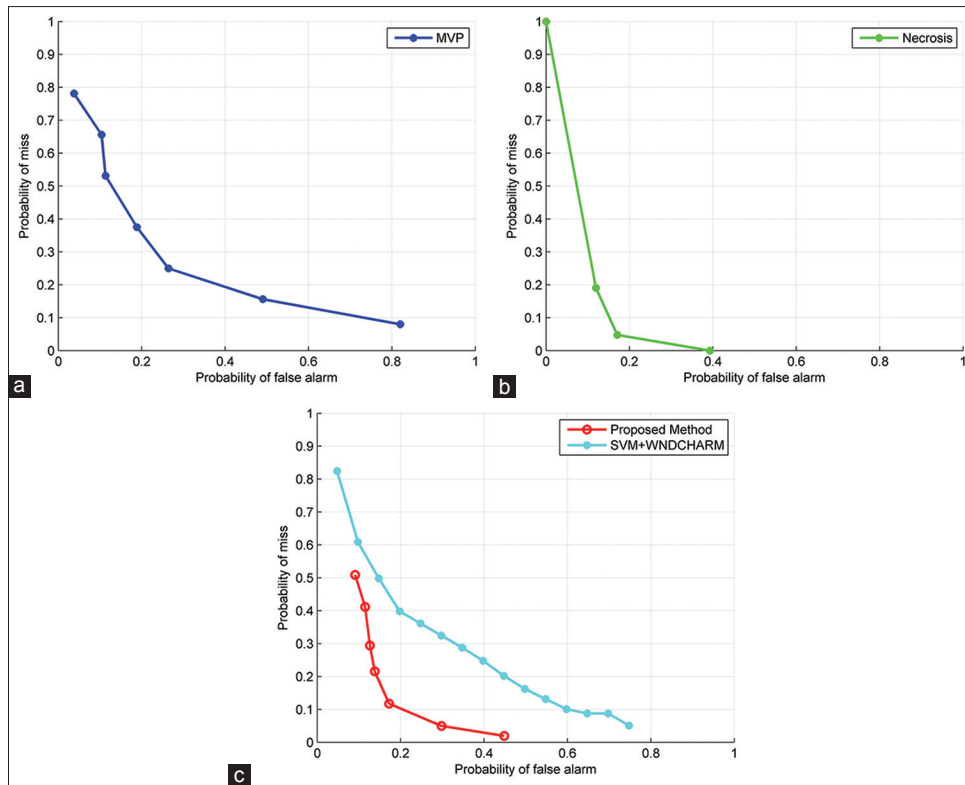 1
0.9
0.8
0.7
0.6
0.5
0.4
0.3
0.2
0.1
0
Probability of miss
MVP
0 0.2 0.4 0.6 0.8 1
Probability of false alarm
a
1
0.9
0.8
0.7
0.6
0.5
0.4
0.3
0.2
0.1
0
Probability of miss
Necrosis
0 0.2 0.4 0.6 0.8 1
Probability of false alarm
b
1
0.9
0.8
0.7
0.6
0.5
0.4
0.3
0.2
0.1
0
Probability of miss
Proposed Method
SVM+WNDCHARM
0 0.2 0.4 0.6 0.8 1
Probability of false alarm
c